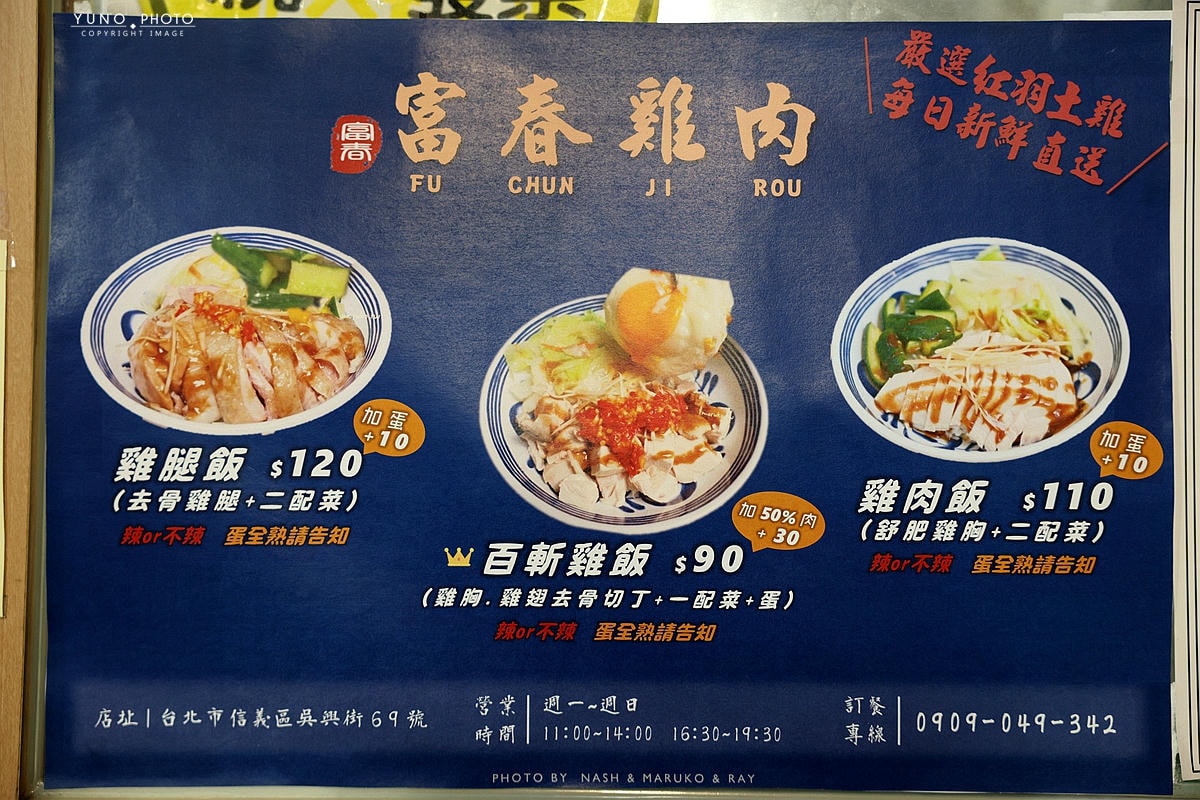 YUNO PHOTO
COPYRIGHT IMAGE
富春
富春雞肉
FU CHUN JI ROU
嚴選紅羽土雞
每日新鮮直送
加蛋
+10
雞腿飯 $120
(去骨雞腿+二配菜)
辣or不辣 蛋全熟請告知
加50%肉
+30
百斬雞飯 $90
(雞胸.雞翅去骨切丁+一配菜+蛋)
辣or不辣 蛋全熟請告知
加蛋
+10
雞肉飯 $110
(舒肥雞胸+二配菜)
辣or不辣 蛋全熟請告知
店址|台北市信義區吳興街69號
營業時間 週一~週日
11:00~14:00 16:30~19:30
訂餐專線 0909-049-342
PHOTO BY NASH & MARUKO & RAY